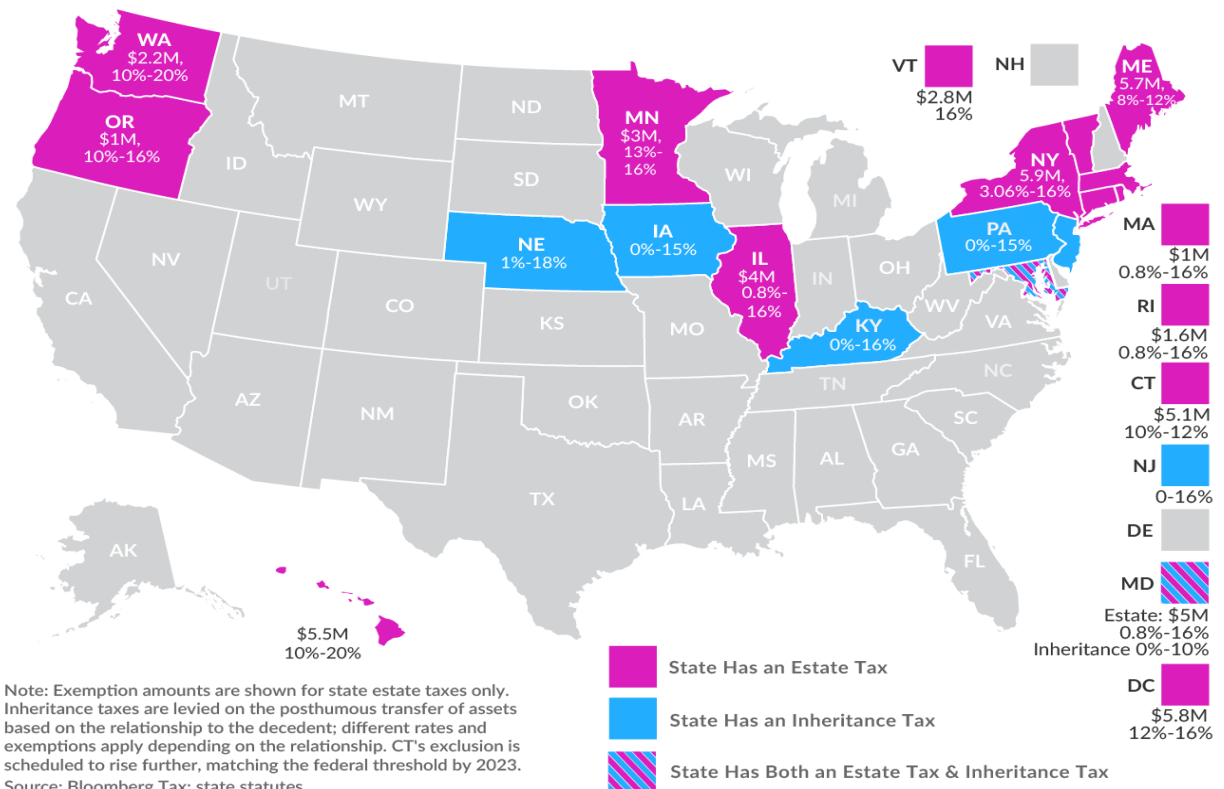 WA
$2.2M,
10%-20%
OR
$1M,
10%-16%
MT
ID
ND
SD
WY
MN
$3M,
13%-
16%
WI
MI
VT
$2.8M
16%
NH
ME
5.7M,
8%-12%
NY
5.9M,
3.06%-16%
NV
CA
UT
CO
NE
1%-18%
IA
0%-15%
IL
$4M
0.8%-
16%
IN
OH
PA
0%-15%
WV
VA
KY
0%-16%
KS
MO
TN
NC
SC
AZ
NM
OK
AR
MS
AL
GA
LA
TX
FL
AK
$5.5M
10%-20%
MA
$1M
0.8%-16%
RI
$1.6M
0.8%-16%
CT
$5.1M
10%-12%
NJ
0-16%
DE
MD
Estate: $5M
0.8%-16%
Inheritance 0%-10%
DC
$5.8M
12%-16%
State Has an Estate Tax
State Has an Inheritance Tax
State Has Both an Estate Tax & Inheritance Tax
Note: Exemption amounts are shown for state estate taxes only.
Inheritance taxes are levied on the posthumous transfer of assets
based on the relationship to the decedent; different rates and
exemptions apply depending on the relationship. CT's exclusion is
scheduled to rise further, matching the federal threshold by 2023.
Source: Bloomberg Tax; state statutes